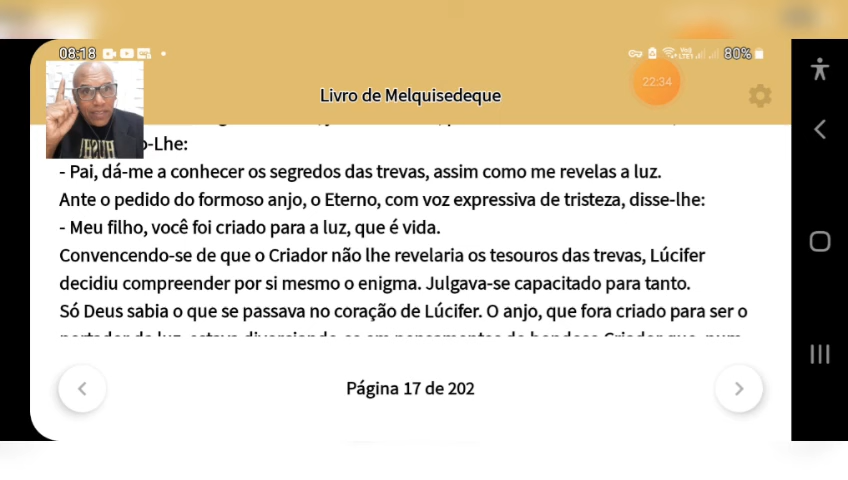 08:18
80%
22:34
Livro de Melquisedeque
o-Lhe:
- Pai, dá-me a conhecer os segredos das trevas, assim como me revelas a luz.
Ante o pedido do formoso anjo, o Eterno, com voz expressiva de tristeza, disse-lhe:
- Meu filho, você foi criado para a luz, que é vida.
Convencendo-se de que o Criador não lhe revelaria os tesouros das trevas, Lúcifer
decidiu compreender por si mesmo o enigma. Julgava-se capacitado para tanto.
Só Deus sabia o que se passava no coração de Lúcifer. O anjo, que fora criado para ser o
Página 17 de 202